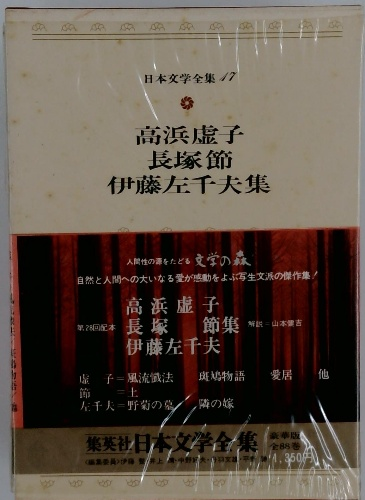 日本文学全集 17
高浜虚子
長塚節
伊藤左千夫集
人間性の源をたどる 文学の森
自然と人間への大いなる愛が感動をよぶ写生文派の傑作集!
高浜虚子
第28回配本 長塚 節集 解説=山本健吉
伊藤左千夫
虚子=風流懺法 斑鳩物語 愛居 他
節=土
左千夫=野菊の墓 隣の嫁
集英社 日本文学全集 豪華版 全88巻
1,350円